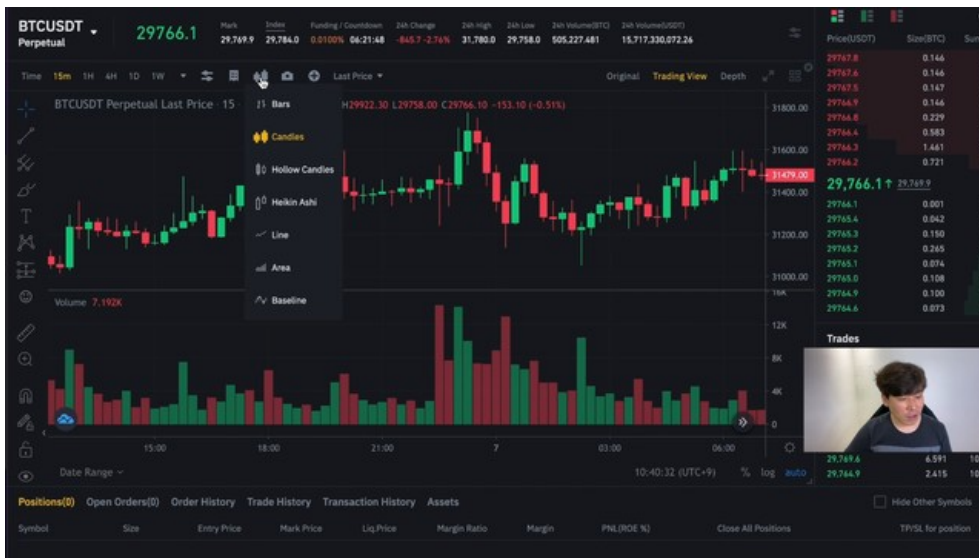 BTCUSDT
Perpetual
29766.1
Mark
29,769.9
Index
29,784.0
Funding / Countdown
0.0100% 06:21:48
24h Change
-845.7 -2.76%
24h High
31,780.0
24h Low
29,758.0
24h Volume(BTC)
505,227.481
24h Volume(USDT)
15,717,330,072.26
Time 15m 1H 4H 1D 1W Last Price Original Trading View Depth
BTCUSDT Perpetual Last Price · 15 H29922.30 L29758.00 C29766.10 -153.10 (-0.51%)
Bars
Candles
Hollow Candles
Heikin Ashi
Line
Area
Baseline
31800.00
31600.00
31479.00
31400.00
31200.00
31000.00
Volume 7.192K
16K
12K
8K
4K
0
15:00 18:00 21:00 7 03:00 06:00
Date Range 10:40:32 (UTC+9) % log auto
Price(USDT) Size(BTC) Sum
29767.8 0.146
29767.6 0.146
29767.5 0.147
29766.9 0.146
29766.8 0.229
29766.4 0.583
29766.3 1.461
29766.2 0.721
29,766.1↑ 29,769.9
29766.1 0.001
29765.4 0.042
29765.3 0.150
29765.2 0.265
29765.1 0.074
29765.0 0.108
29764.9 0.100
29764.6 0.073
Trades
29,769.6 6.591 10
29,764.9 2.415 10
Positions(0) Open Orders(0) Order History Trade History Transaction History Assets
Hide Other Symbols
Symbol Size Entry Price Mark Price Liq.Price Margin Ratio Margin PNL(ROE %) Close All Positions TP/SL for position